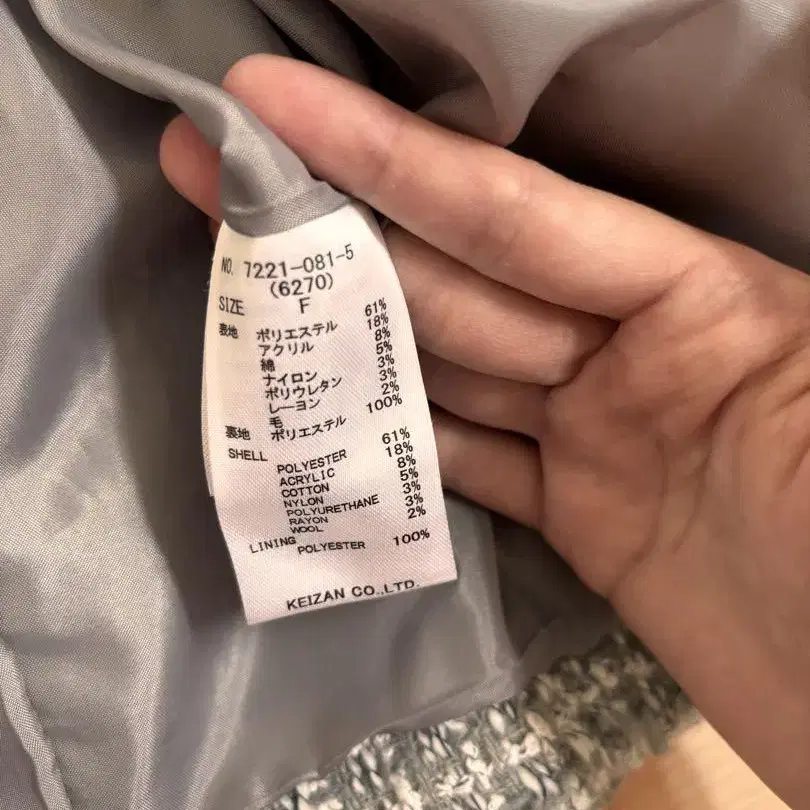 NO. 7221-081-5
(6270)
SIZE F
表地 ポリエステル 61%
アクリル 18%
綿 8%
ナイロン 5%
ポリウレタン 3%
レーヨン 3%
毛 2%
裏地 ポリエステル 100%
SHELL
POLYESTER 61%
ACRYLIC 18%
COTTON 8%
NYLON 5%
POLYURETHANE 3%
RAYON 3%
WOOL 2%
LINING
POLYESTER 100%
KEIZAN CO.,LTD.